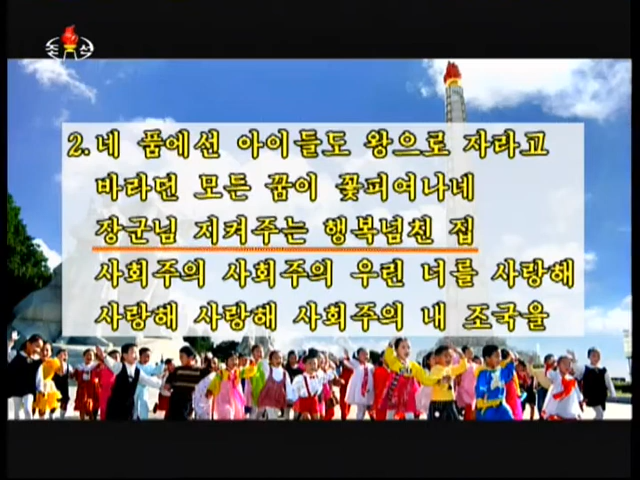 조선
2. 네 품에선 아이들도 왕으로 자라고
바라던 모든 꿈이 꽃피여나네
장군님 지켜주는 행복넘친 집
사회주의 사회주의 우린 너를 사랑해
사랑해 사랑해 사회주의 내 조국을